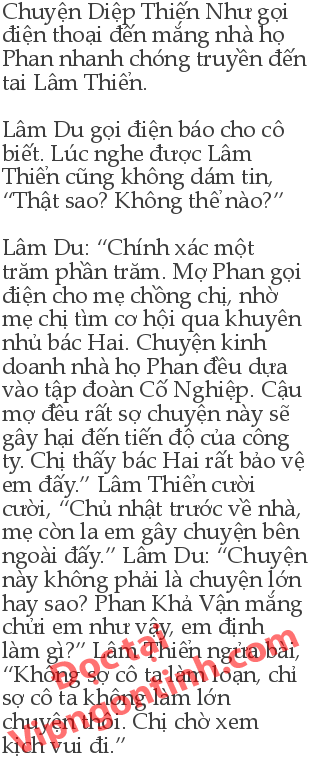 Chuyện Diệp Thiến Như gọi
điện thoại đến mắng nhà họ
Phan nhanh chóng truyền đến
tai Lâm Thiển.
Lâm Du gọi điện báo cho cô
biết. Lúc nghe được Lâm
Thiển cũng không dám tin,
“Thật sao? Không thể nào?”
Lâm Du: “Chính xác một
trăm phần trăm. Mợ Phan gọi
điện cho mẹ chồng chị, nhờ
mẹ chị tìm cơ hội qua khuyên
nhủ bác Hai. Chuyện kinh
doanh nhà họ Phan đều dựa
vào tập đoàn Cố Nghiệp. Cậu
mợ đều rất sợ chuyện này sẽ
gây hại đến tiến độ của công
ty. Chị thấy bác Hai rất bảo vệ
em đấy.” Lâm Thiển cười
cười, “Chủ nhật trước về nhà,
mẹ còn la em gây chuyện bên
ngoài đấy.” Lâm Du: “Chuyện
này không phải là chuyện lớn
hay sao? Phan Khả Vận mắng
chửi em như vậy, em định
làm gì?” Lâm Thiển ngửa bài,
“Không sợ cô ta làm loạn, chỉ
sợ cô ta không làm lớn
chuyện thôi. Chị chờ xem
kịch vui đi.”
Đọc tại
Vipngontinh.com